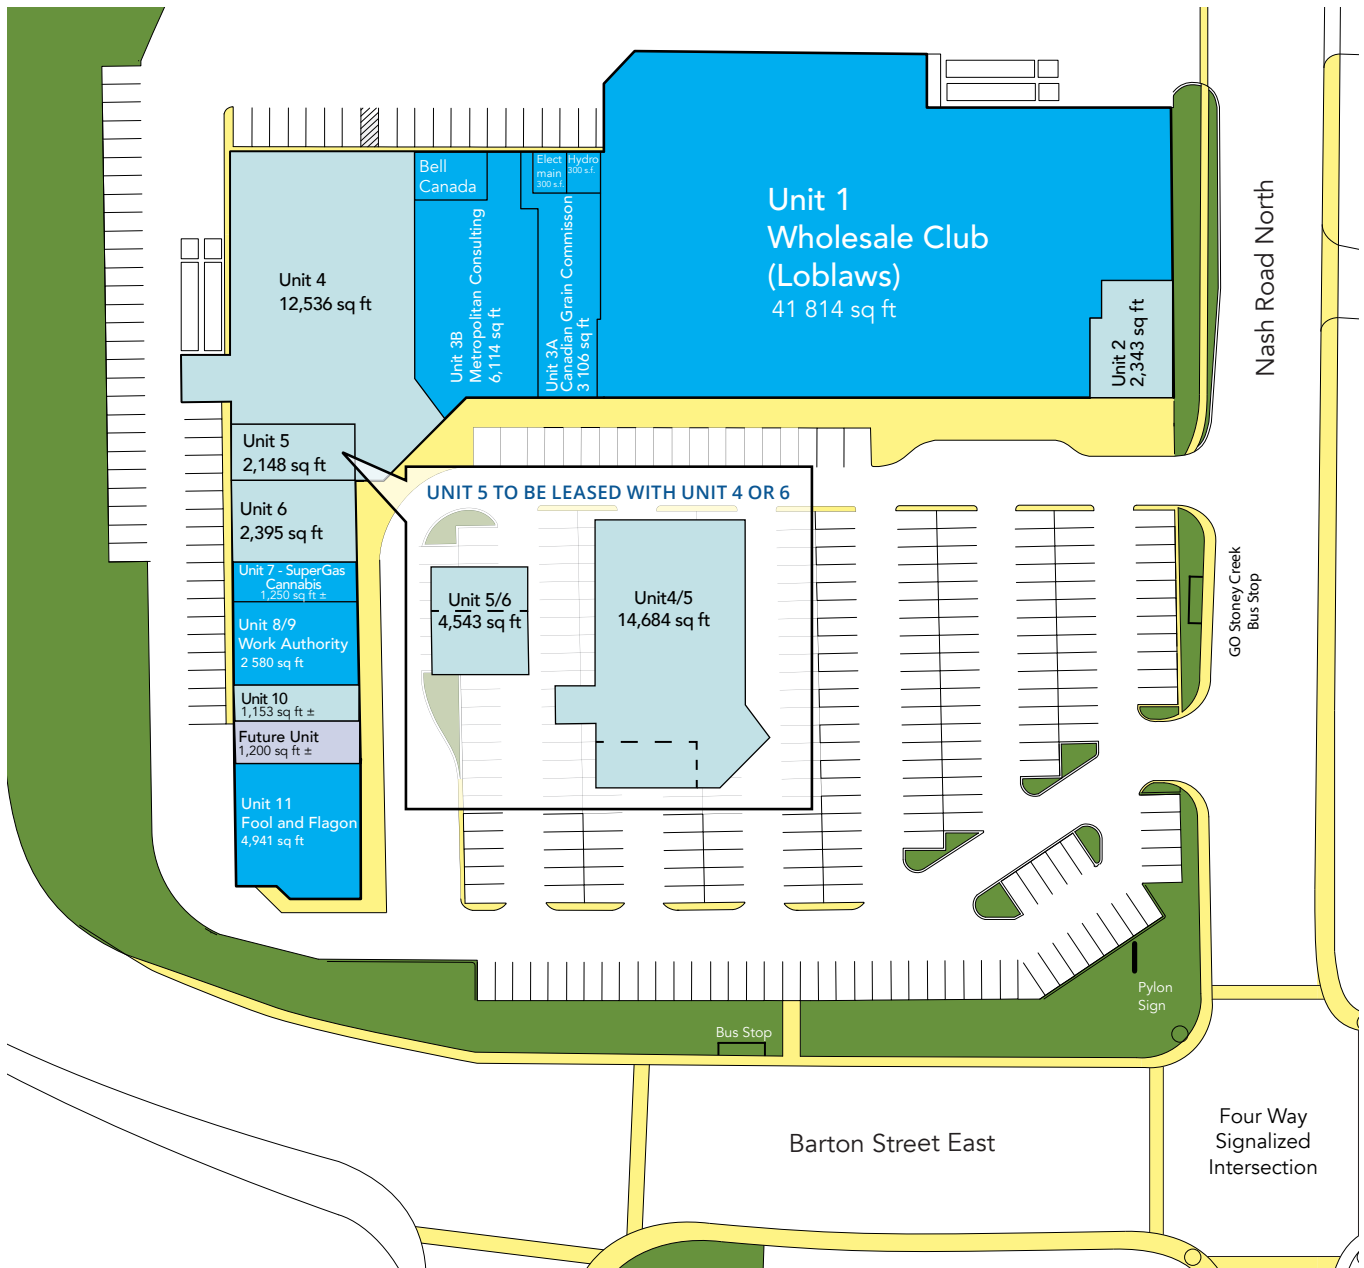 Bell
Canada
Elect
main
300 s.f.
Hydro
300 s.f.
Unit 1
Wholesale Club
(Loblaws)
41 814 sq ft
Unit 4
12,536 sq ft
Unit 3B
Metropolitan Consulting
6,114 sq ft
Unit 3A
Canadian Grain Commisson
3 106 sq ft
Unit 2
2,343 sq ft
Nash Road North
Unit 5
2,148 sq ft
UNIT 5 TO BE LEASED WITH UNIT 4 OR 6
Unit 6
2,395 sq ft
Unit 7 - SuperGas
Cannabis
1,250 sq ft ±
Unit 8/9
Work Authority
2 580 sq ft
Unit 10
1,153 sq ft ±
Future Unit
1,200 sq ft ±
Unit 11
Fool and Flagon
4,941 sq ft
Unit 5/6
4,543 sq ft
Unit4/5
14,684 sq ft
GO Stoney Creek
Bus Stop
Pylon
Sign
Bus Stop
Barton Street East
Four Way
Signalized
Intersection